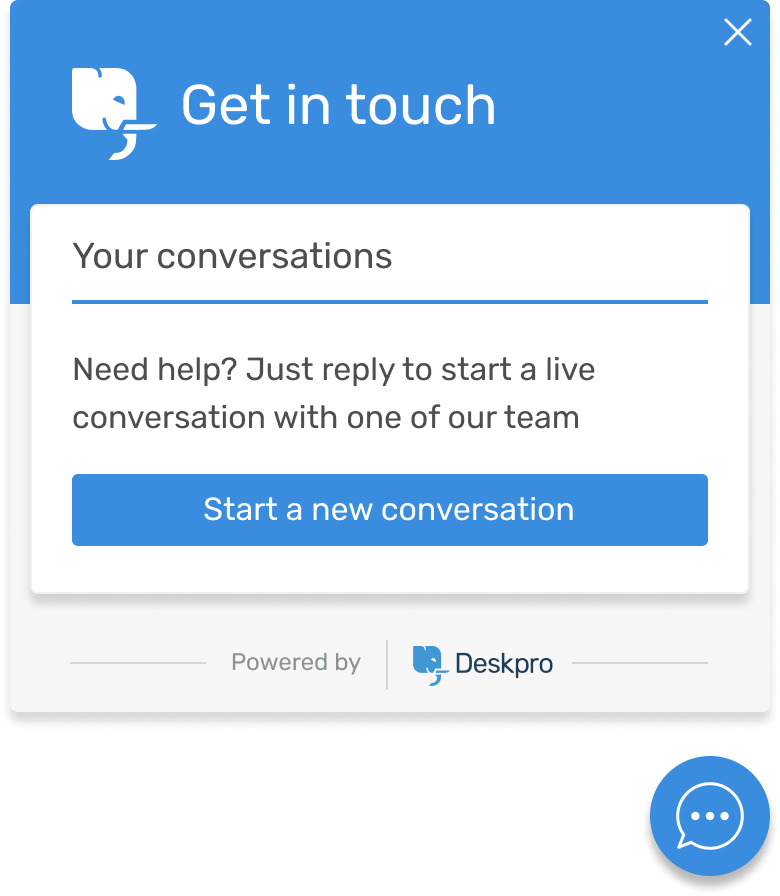 Get in touch
Your conversations
Need help? Just reply to start a live
conversation with one of our team
Start a new conversation
Powered by Deskpro